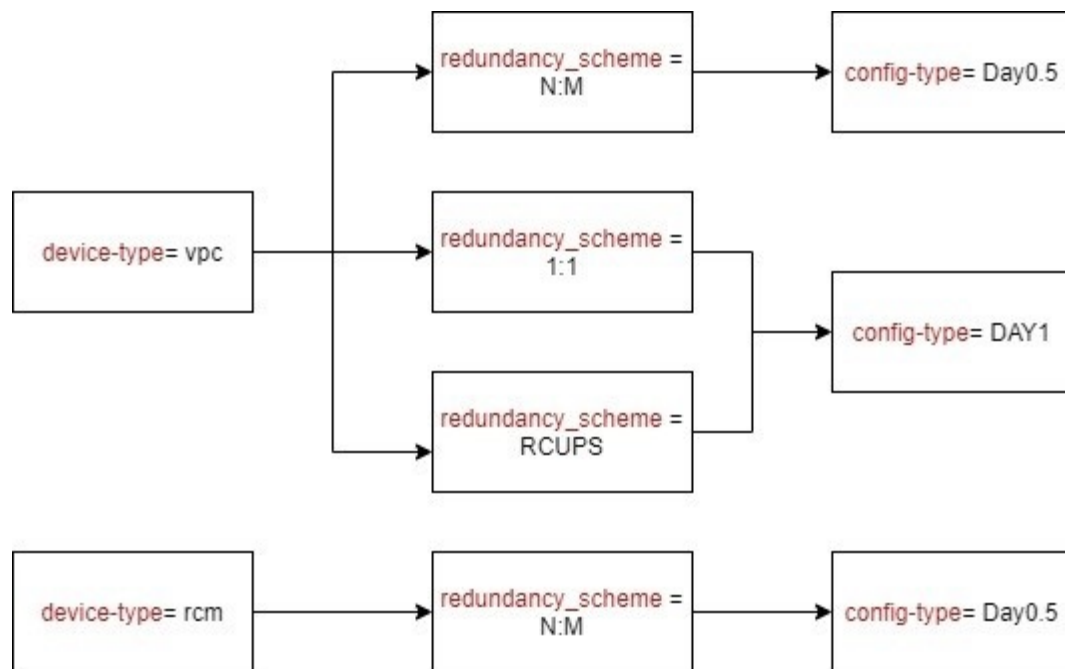 redundancy_scheme =
N:M
config-type= Day0.5
device-type= vpc
redundancy_scheme =
1:1
config-type= DAY1
redundancy_scheme =
RCUPS
device-type= rcm
redundancy_scheme =
N:M
config-type= Day0.5